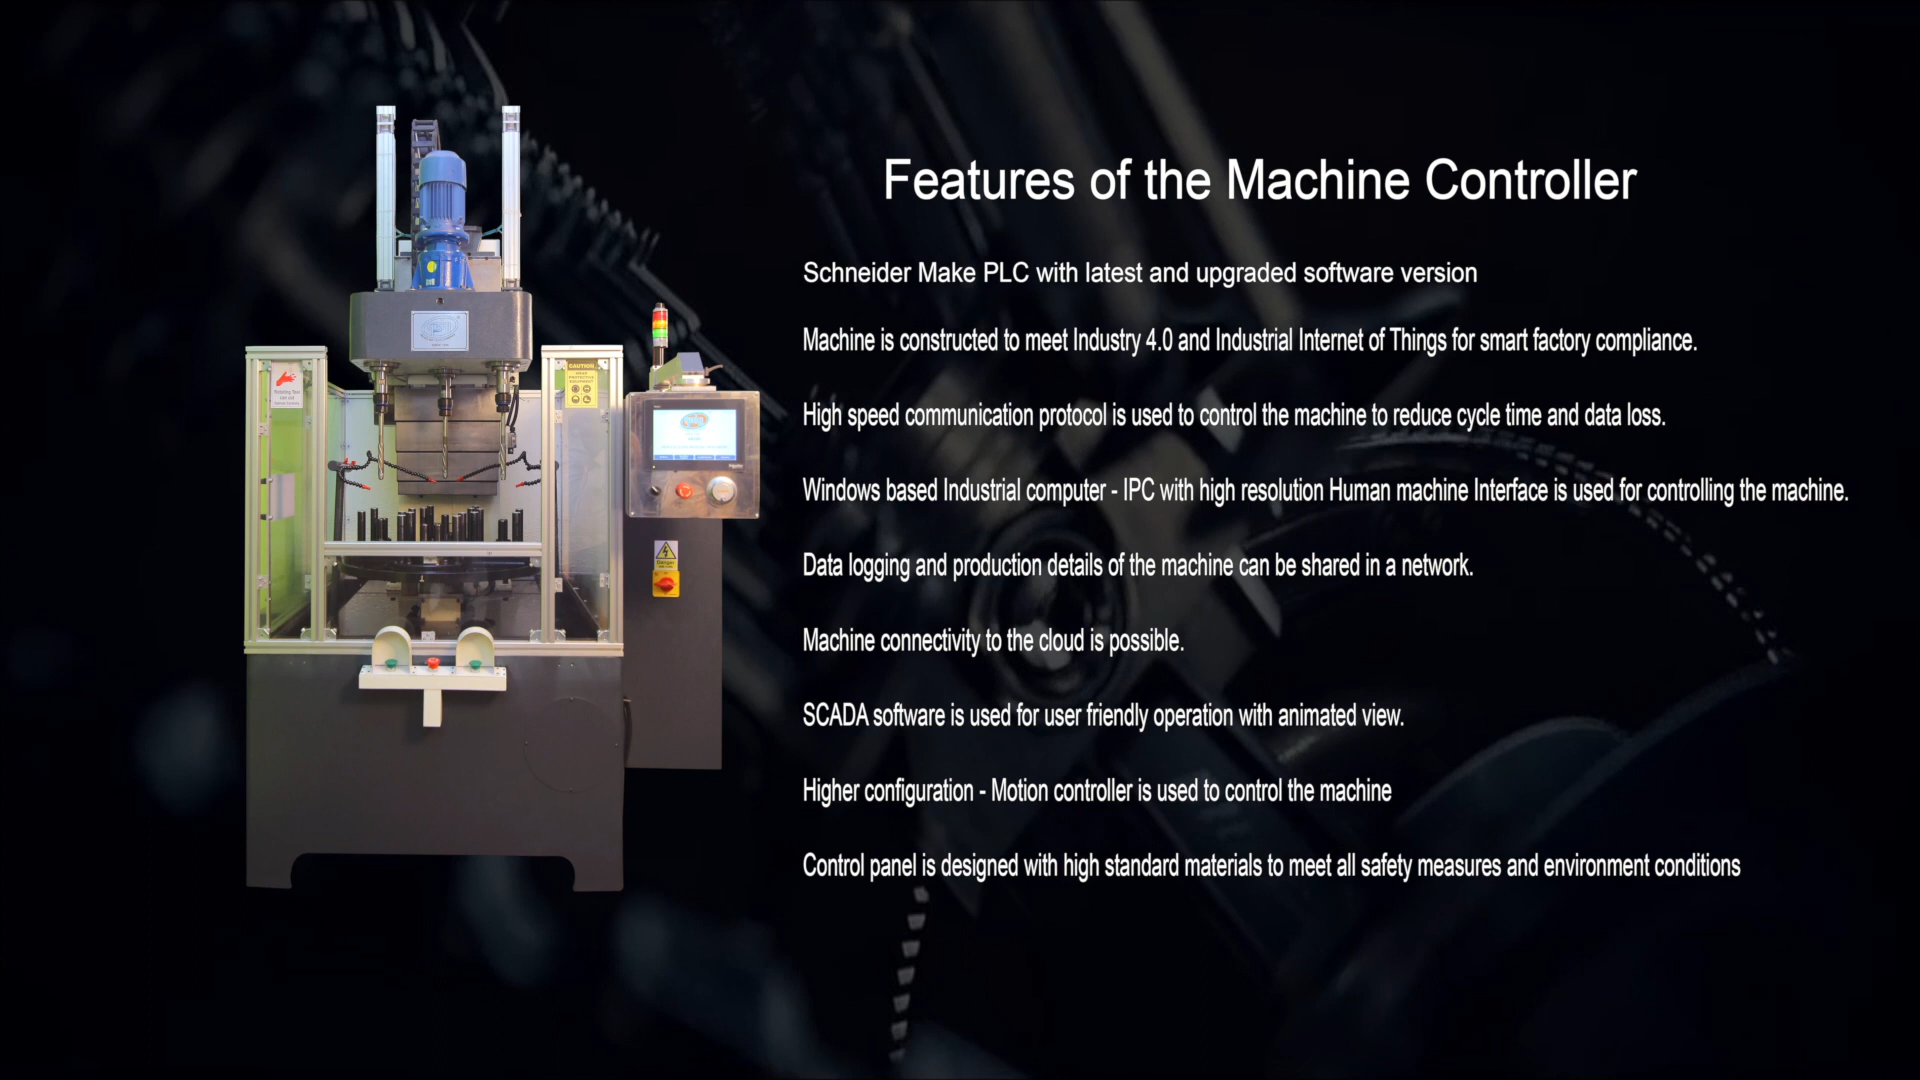 Features of the Machine Controller
Schneider Make PLC with latest and upgraded software version
Machine is constructed to meet Industry 4.0 and Industrial Internet of Things for smart factory compliance.
High speed communication protocol is used to control the machine to reduce cycle time and data loss.
Windows based Industrial computer - IPC with high resolution Human machine Interface is used for controlling the machine.
Data logging and production details of the machine can be shared in a network.
Machine connectivity to the cloud is possible.
SCADA software is used for user friendly operation with animated view.
Higher configuration - Motion controller is used to control the machine
Control panel is designed with high standard materials to meet all safety measures and environment conditions
CAUTION
Danger